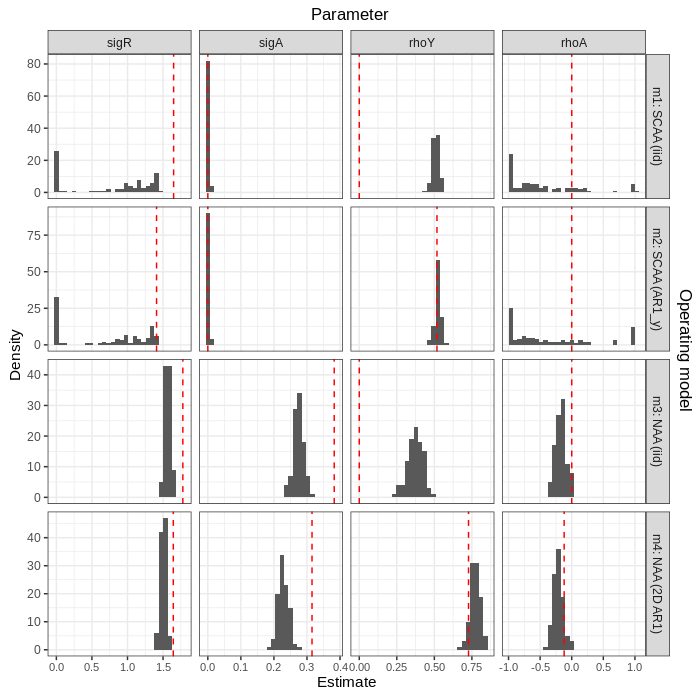 Parameter
sigR sigA rhoY rhoA
80
60
40
20
0
m1: SCAA (iid)
75
50
25
0
m2: SCAA (AR1_y)
40
30
20
10
0
m3: NAA (iid)
40
30
20
10
0
m4: NAA (2D AR1)
Density
Operating model
0.0 0.5 1.0 1.5 0.0 0.1 0.2 0.3 0.4 0.00 0.25 0.50 0.75 -1.0 -0.5 0.0 0.5 1.0
Estimate